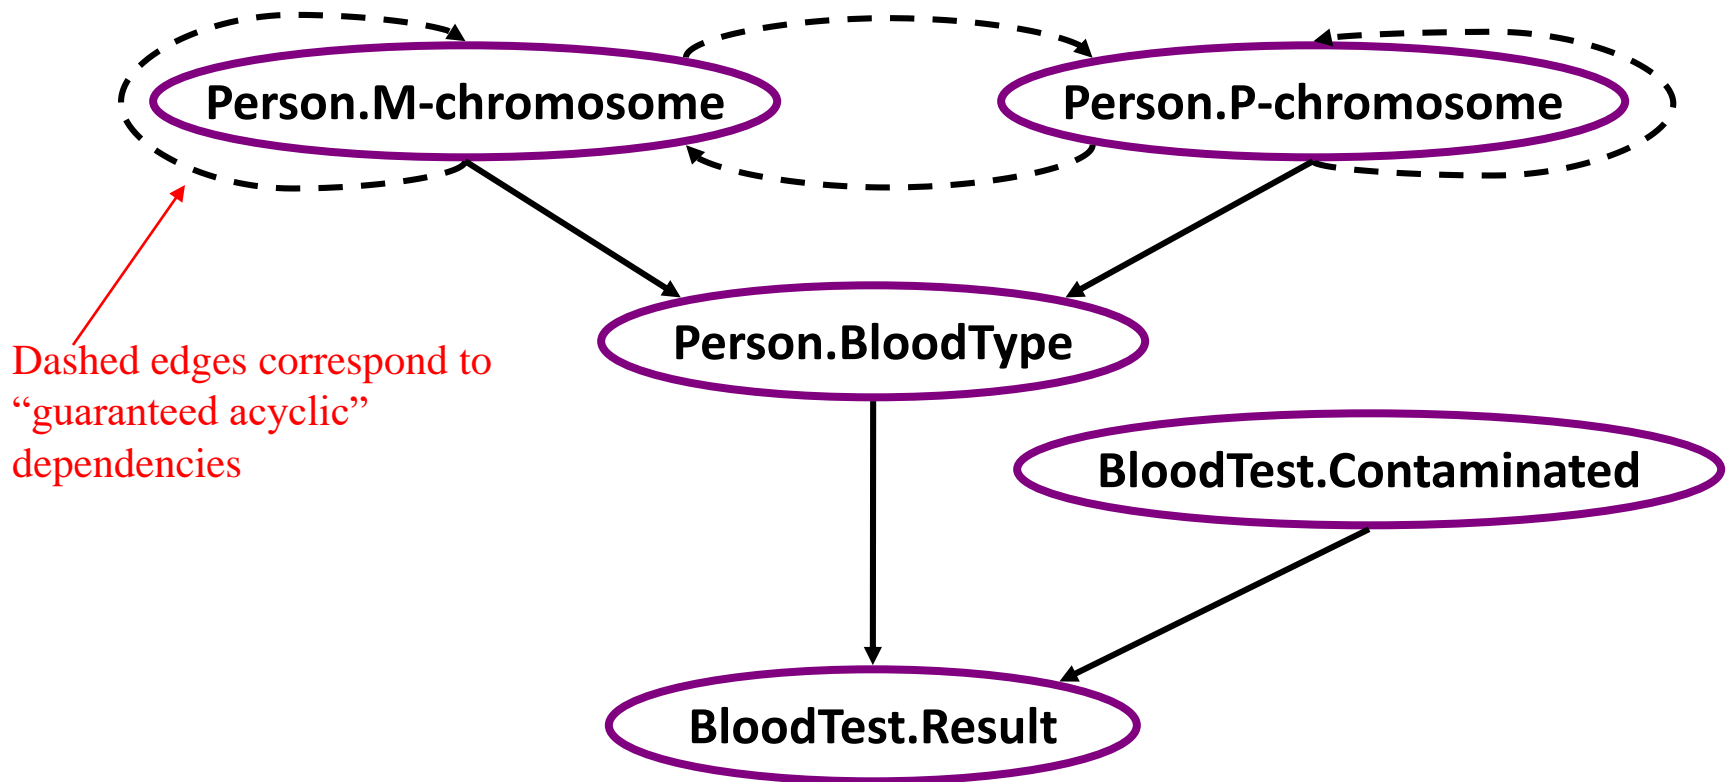 Person.M-chromosome
Person.P-chromosome
Person.BloodType
Dashed edges correspond to
“guaranteed acyclic”
dependencies
BloodTest.Contaminated
BloodTest.Result